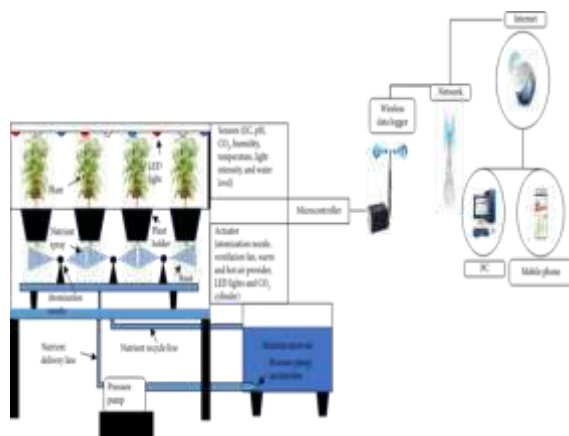 Internet
Network
Wireless
data logger
Sensors (EC, pH,
CO₂, humidity,
temperature, light
intensity, and water
level)
LED
light
Plant
Microcontroller
Nutrient
spray
Plant
holder
Actuator
(atomization nozzle,
ventilation fan, warm
and hot air provider,
LED lights and CO₂
cylinder)
Root
Atomization
nozzle
PC
Mobile phone
Nutrient recycle line
Nutrient
delivery line
Nutrient reservoir
Pressure
pump